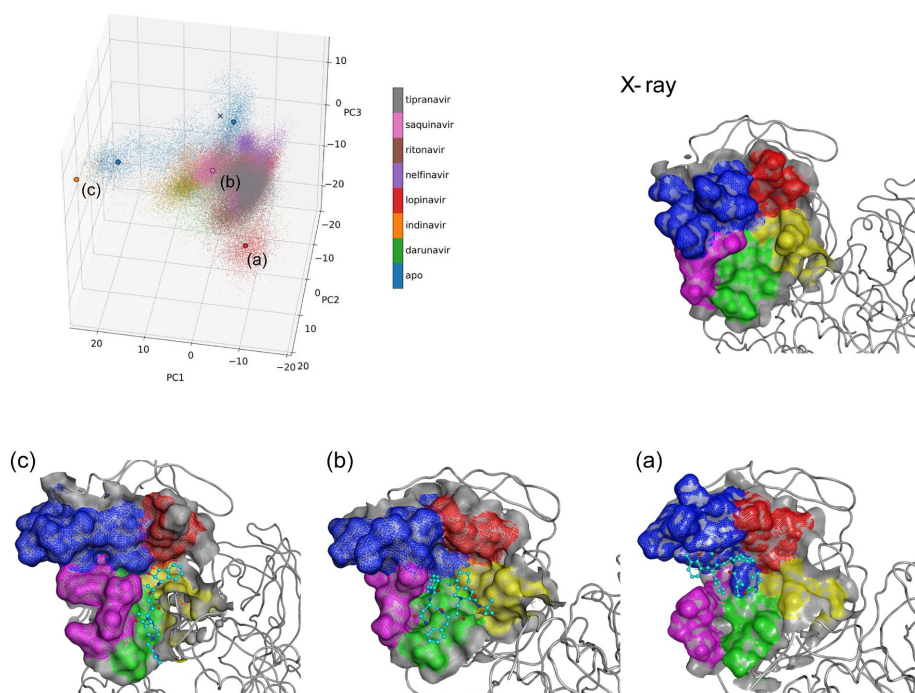 X-ray
10
0
PC3
−10
−20
−20
−10
0
PC2
10
20
20
10
0
−10
−20
PC1
(c)
(b)
(a)
tipranavir
saquinavir
ritonavir
nelfinavir
lopinavir
indinavir
darunavir
apo
(c)
(b)
(a)